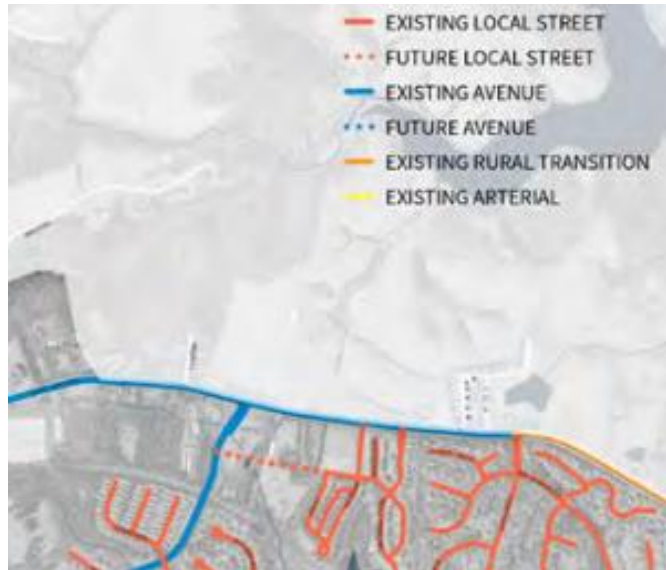 EXISTING LOCAL STREET
FUTURE LOCAL STREET
EXISTING AVENUE
FUTURE AVENUE
EXISTING RURAL TRANSITION
EXISTING ARTERIAL